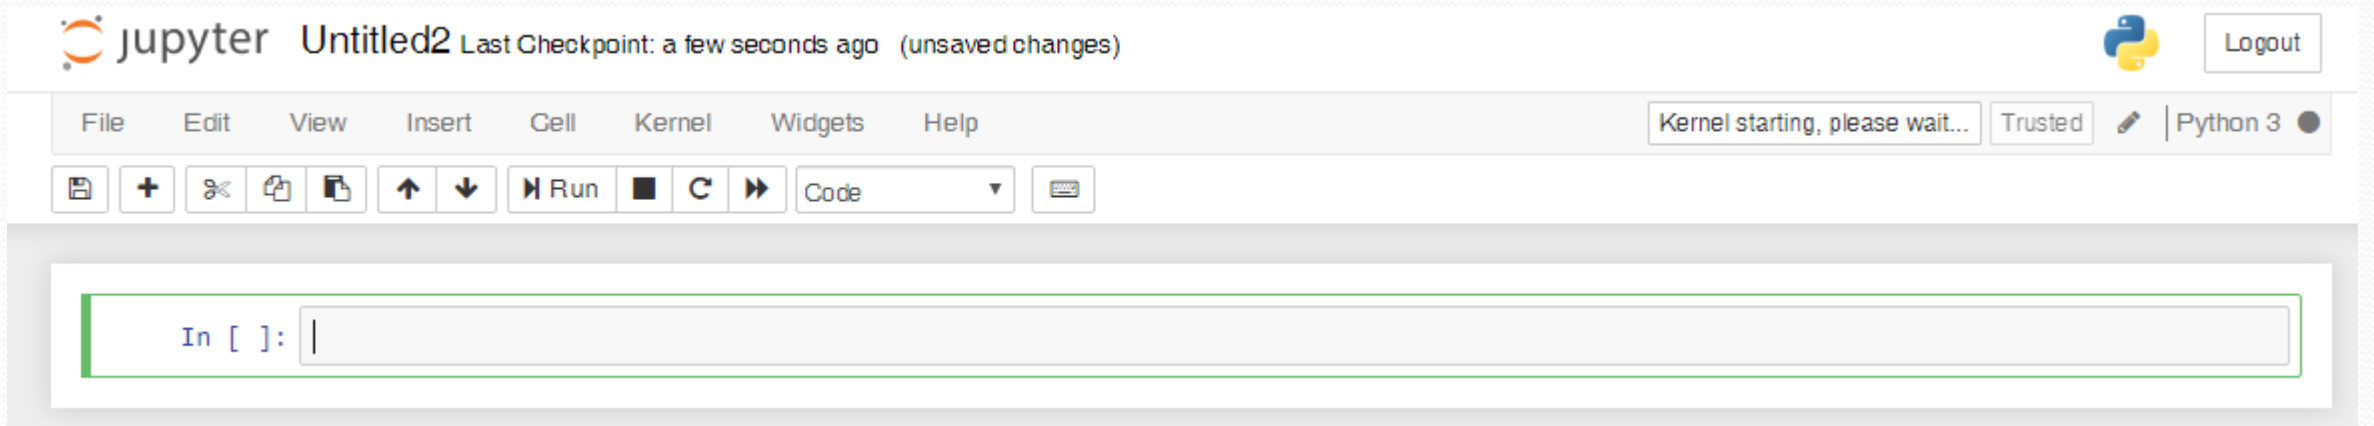 jupyter Untitled2 Last Checkpoint: a few seconds ago (unsaved changes) Logout
File Edit View Insert Cell Kernel Widgets Help Kernel starting, please wait... Trusted Python 3
Run Code
In [ ]: